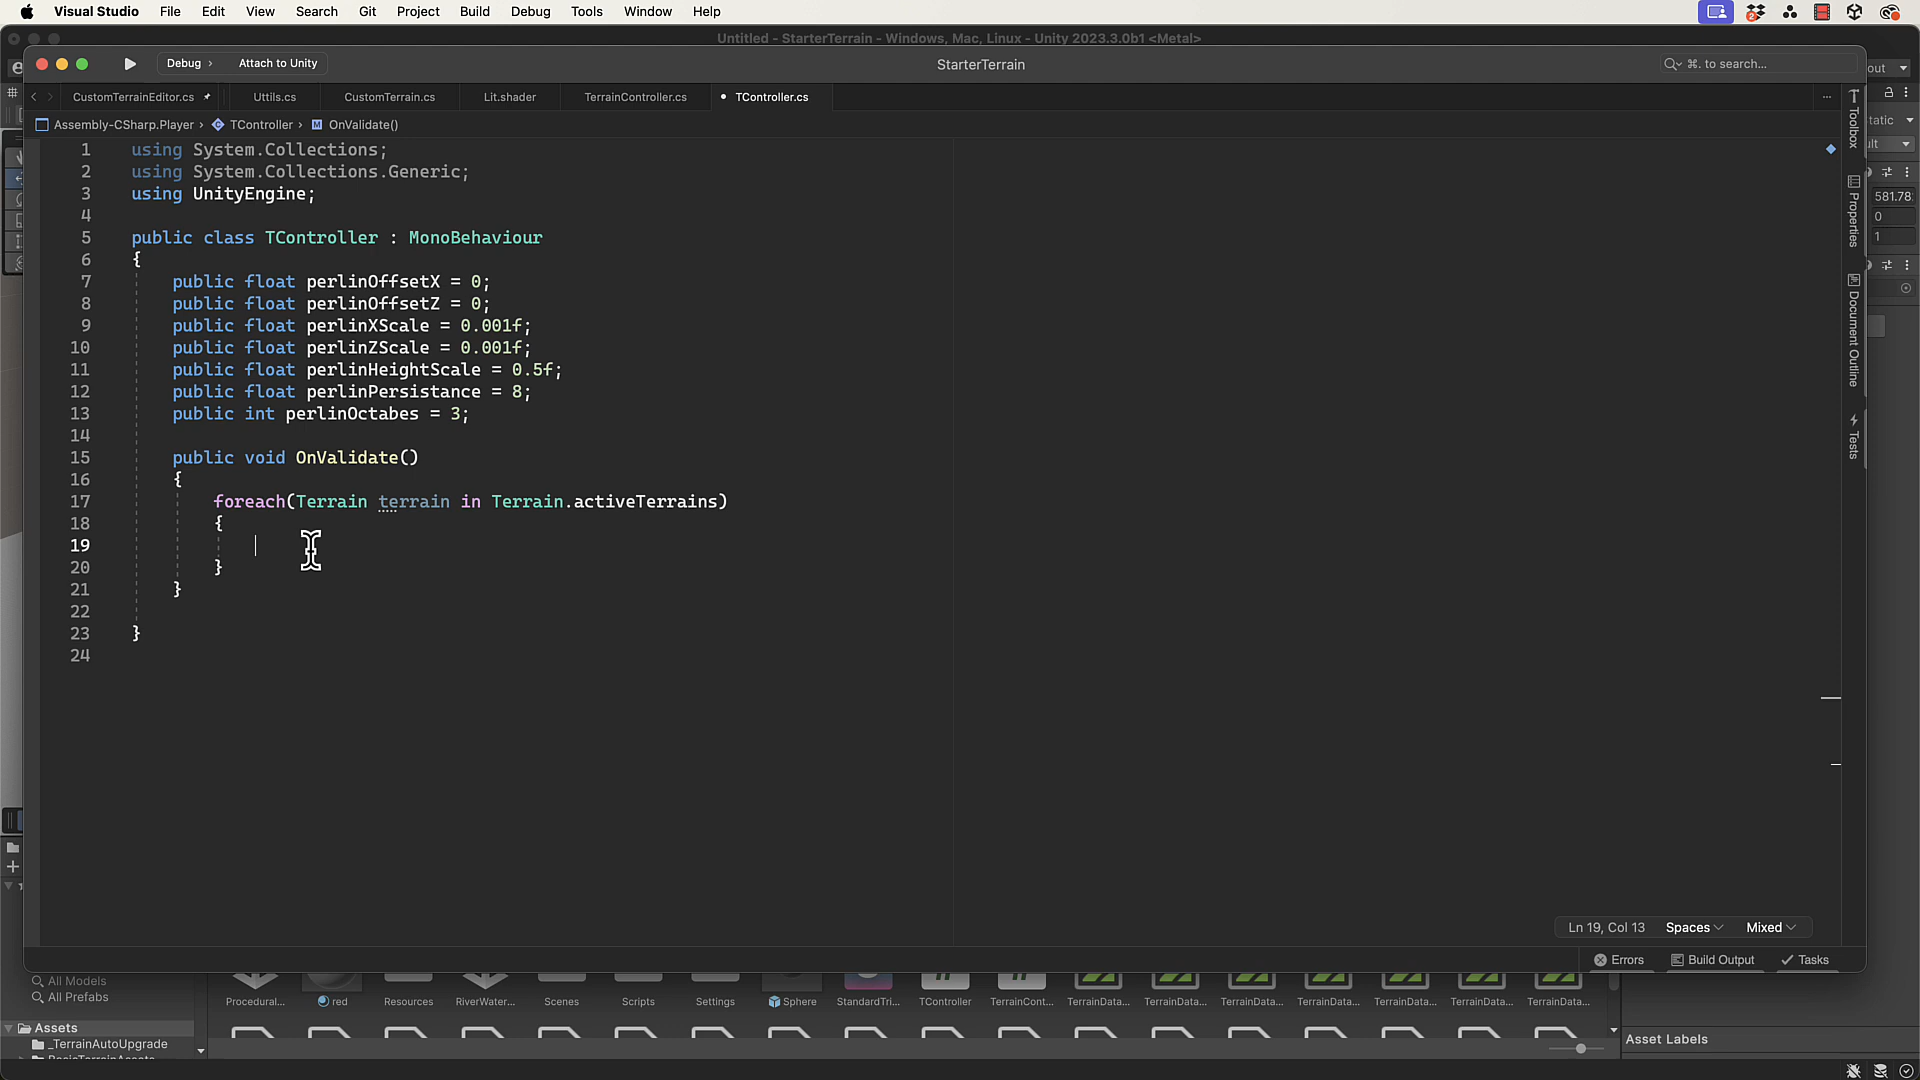 Visual Studio File Edit View Search Git Project Build Debug Tools Window Help
Untitled - StarterTerrain - Windows, Mac, Linux - Unity 2023.3.0b1 <Metal>
Debug › Attach to Unity
StarterTerrain
⌘. to search...
out
CustomTerrainEditor.cs Uttils.cs CustomTerrain.cs Lit.shader TerrainController.cs TController.cs
Assembly-CSharp.Player › TController › OnValidate()
1 using System.Collections;
2 using System.Collections.Generic;
3 using UnityEngine;
4
5 public class TController : MonoBehaviour
6 {
7 public float perlinOffsetX = 0;
8 public float perlinOffsetZ = 0;
9 public float perlinXScale = 0.001f;
10 public float perlinZScale = 0.001f;
11 public float perlinHeightScale = 0.5f;
12 public float perlinPersistance = 8;
13 public int perlinOctabes = 3;
14
15 public void OnValidate()
16 {
17 foreach(Terrain terrain in Terrain.activeTerrains)
18 {
19
20 }
21 }
22
23 }
24
Toolbox
Properties
Document Outline
Tests
tatic
ult
581.78
0
1
Ln 19, Col 13 Spaces Mixed
Errors Build Output Tasks
All Models
All Prefabs
Assets
_TerrainAutoUpgrade
Procedural... red Resources RiverWater... Scenes Scripts Settings Sphere StandardTri... TController TerrainCont... TerrainData... TerrainData... TerrainData... TerrainData... TerrainData... TerrainData... TerrainData...
Asset Labels